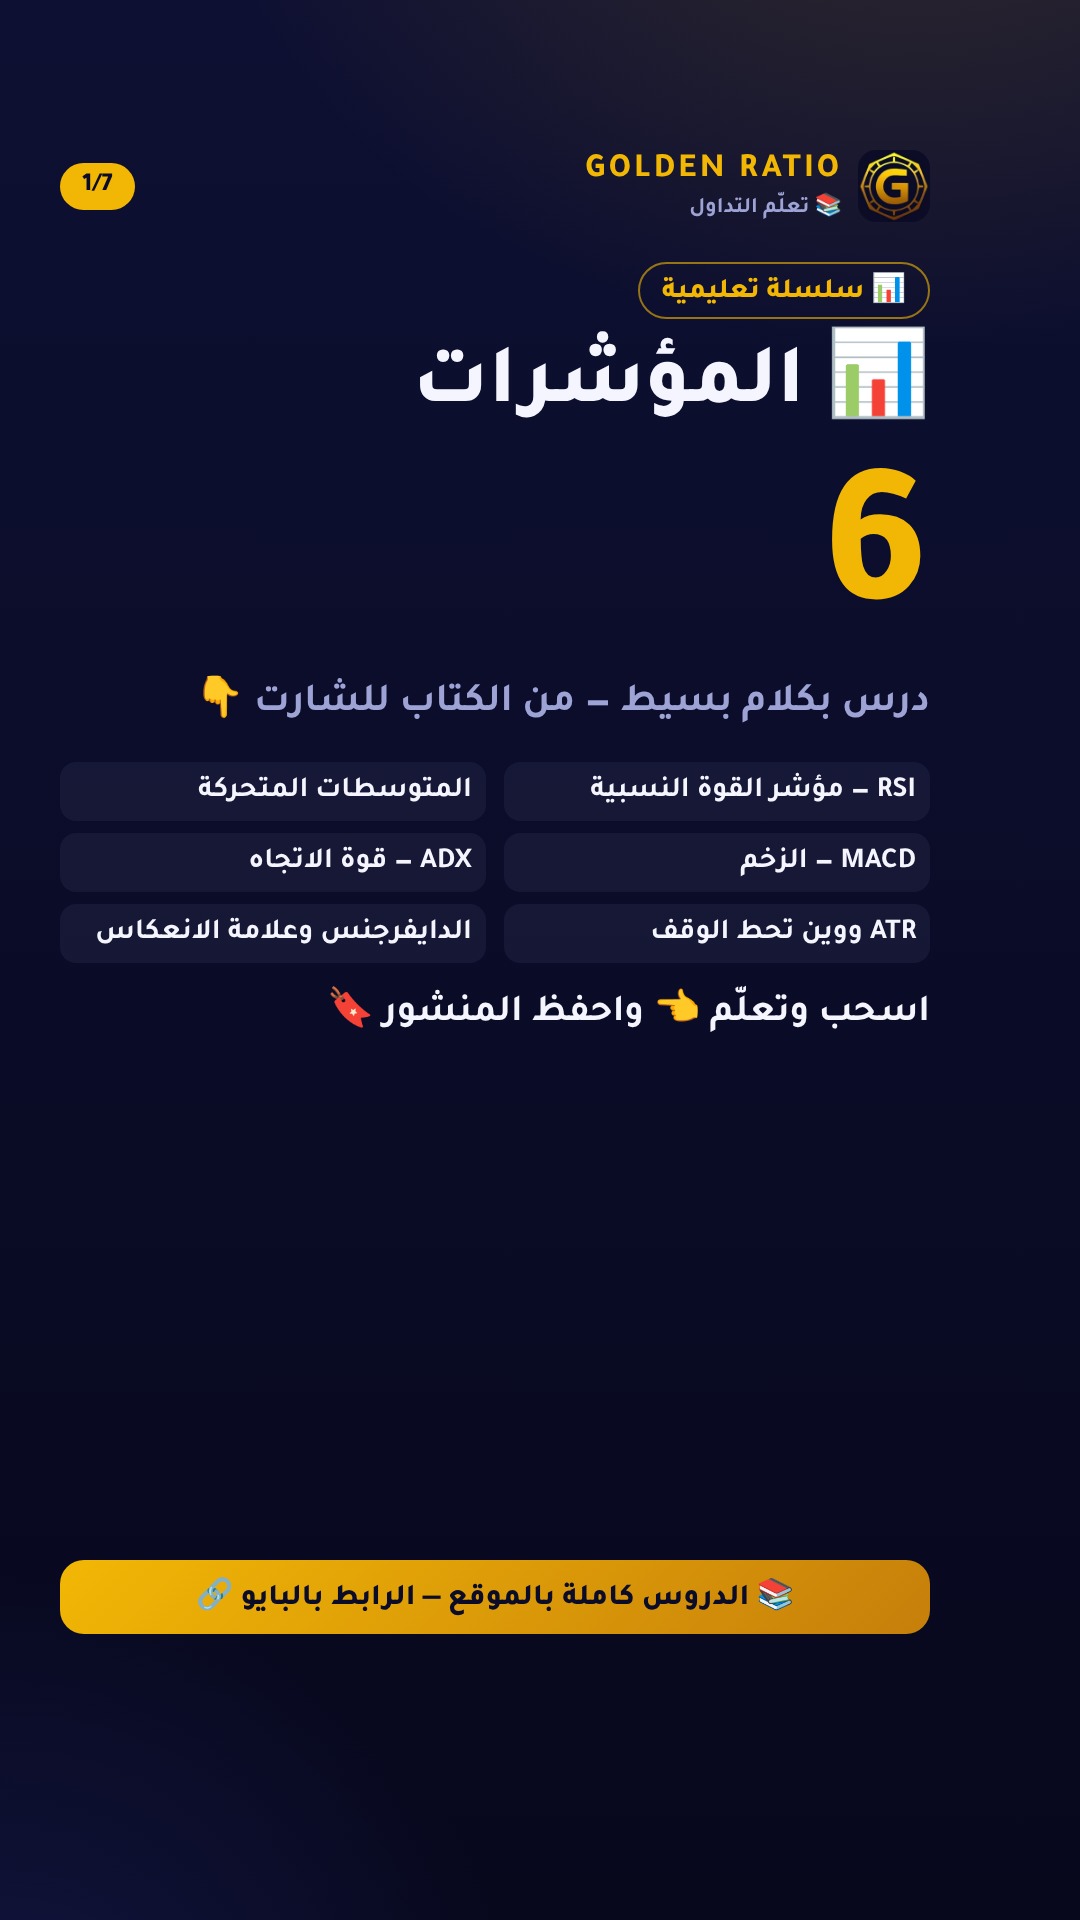 GOLDEN RATIO
📚 تعلّم التداول
1/7
📊 سلسلة تعليمية
📊 المؤشرات
6
درس بكلام بسيط — من الكتاب للشارت 👇
RSI — مؤشر القوة النسبية
المتوسطات المتحركة
MACD — الزخم
ADX — قوة الاتجاه
ATR ووين تحط الوقف
الدايفرجنس وعلامة الانعكاس
اسحب وتعلّم 👈 واحفظ المنشور 🔖
📚 الدروس كاملة بالموقع — الرابط بالبايو 🔗